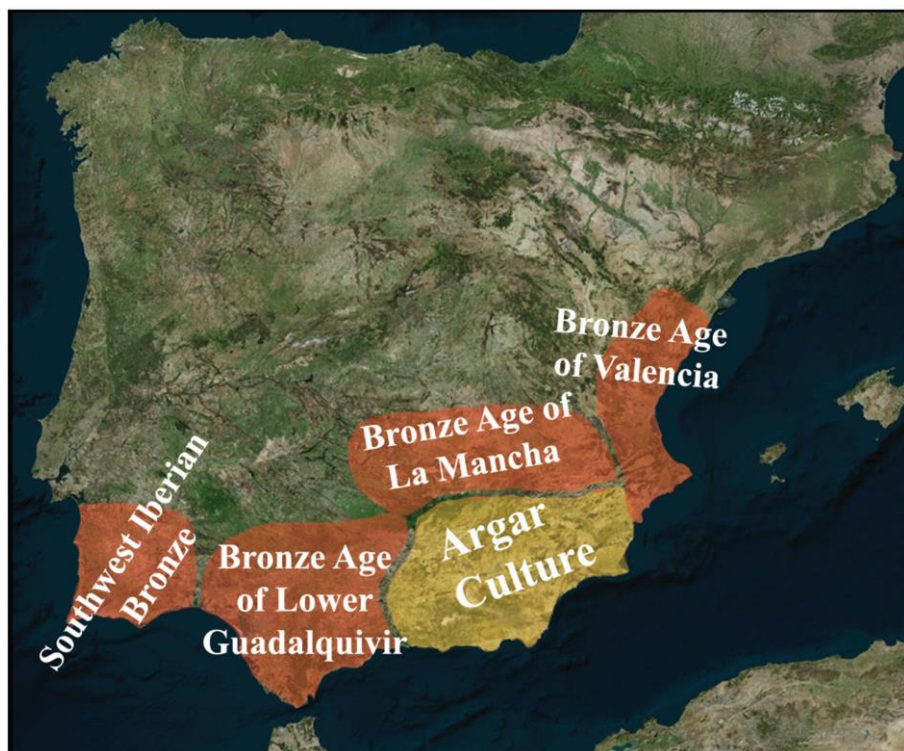 Bronze Age
of Valencia
Bronze Age of
La Mancha
Argar
Culture
Southwest Iberian
Bronze
Bronze Age
of Lower
Guadalquivir